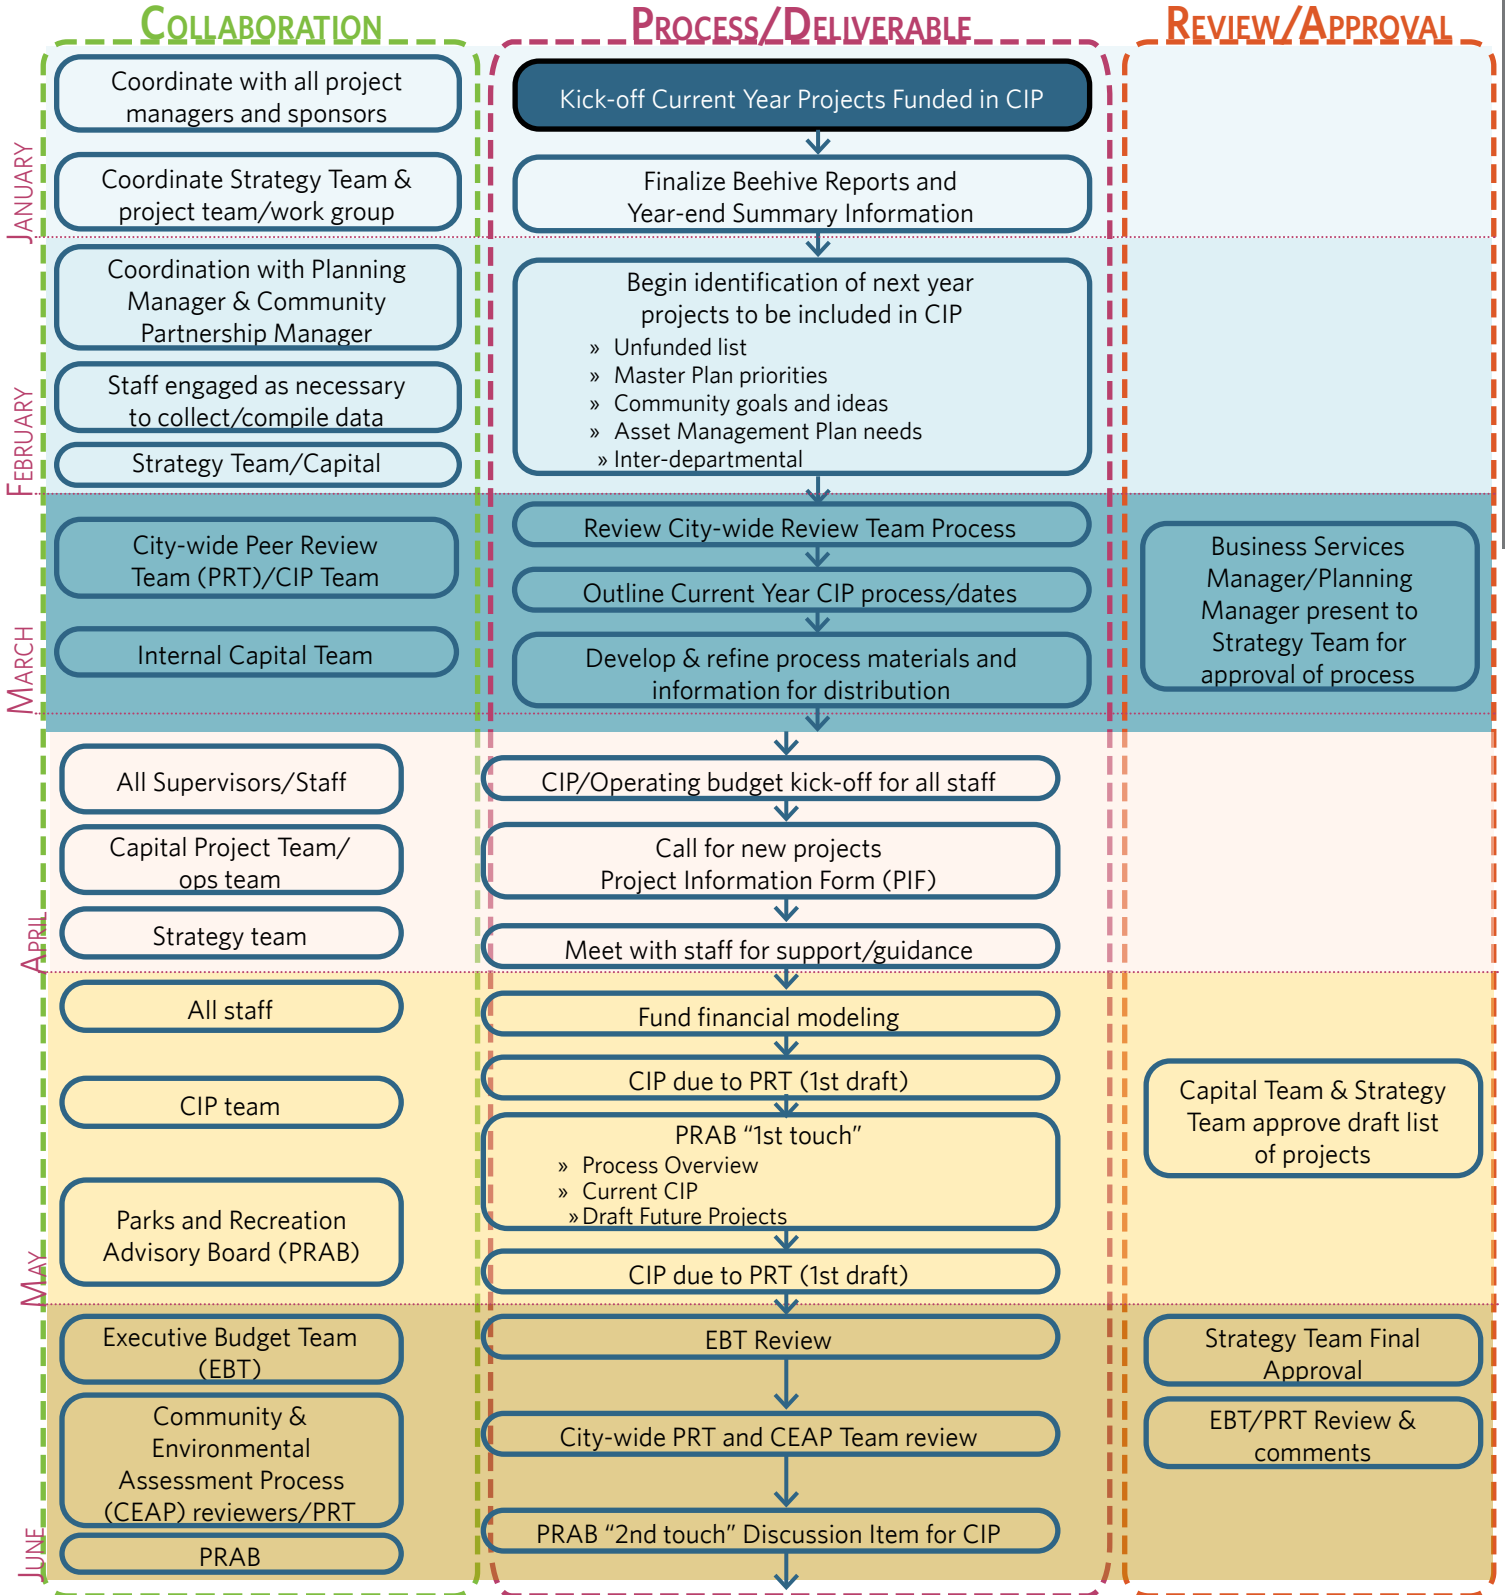 COLLABORATION
PROCESS/DELIVERABLE
REVIEW/APPROVAL
JANUARY
Coordinate with all project
managers and sponsors
Kick-off Current Year Projects Funded in CIP
Coordinate Strategy Team &
project team/work group
Finalize Beehive Reports and
Year-end Summary Information
FEBRUARY
Coordination with Planning
Manager & Community
Partnership Manager
Staff engaged as necessary
to collect/compile data
Strategy Team/Capital
Begin identification of next year
projects to be included in CIP
» Unfunded list
» Master Plan priorities
» Community goals and ideas
» Asset Management Plan needs
» Inter-departmental
MARCH
City-wide Peer Review
Team (PRT)/CIP Team
Internal Capital Team
Review City-wide Review Team Process
Outline Current Year CIP process/dates
Develop & refine process materials and
information for distribution
Business Services
Manager/Planning
Manager present to
Strategy Team for
approval of process
APRIL
All Supervisors/Staff
Capital Project Team/
ops team
Strategy team
CIP/Operating budget kick-off for all staff
Call for new projects
Project Information Form (PIF)
Meet with staff for support/guidance
MAY
All staff
CIP team
Parks and Recreation
Advisory Board (PRAB)
Fund financial modeling
CIP due to PRT (1st draft)
PRAB “1st touch”
» Process Overview
» Current CIP
» Draft Future Projects
CIP due to PRT (1st draft)
Capital Team & Strategy
Team approve draft list
of projects
JUNE
Executive Budget Team
(EBT)
Community &
Environmental
Assessment Process
(CEAP) reviewers/PRT
PRAB
EBT Review
City-wide PRT and CEAP Team review
PRAB “2nd touch” Discussion Item for CIP
Strategy Team Final
Approval
EBT/PRT Review &
comments